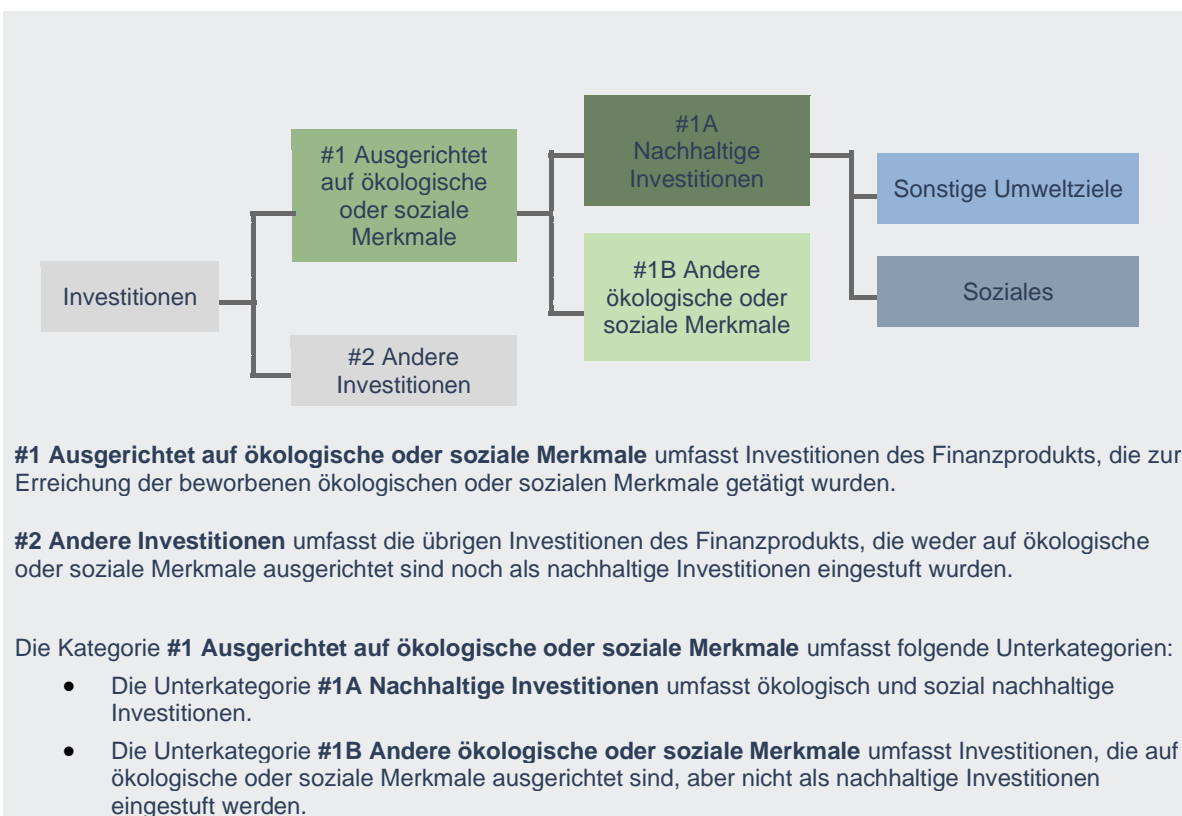 #1 Ausgerichtet
auf ökologische
oder soziale
Merkmale
#1A
Nachhaltige
Investitionen
Sonstige Umweltziele
Investitionen
#1B Andere
ökologische oder
soziale Merkmale
Soziales
#2 Andere
Investitionen
#1 Ausgerichtet auf ökologische oder soziale Merkmale umfasst Investitionen des Finanzprodukts, die zur
Erreichung der beworbenen ökologischen oder sozialen Merkmale getätigt wurden.
#2 Andere Investitionen umfasst die übrigen Investitionen des Finanzprodukts, die weder auf ökologische
oder soziale Merkmale ausgerichtet sind noch als nachhaltige Investitionen eingestuft wurden.
Die Kategorie #1 Ausgerichtet auf ökologische oder soziale Merkmale umfasst folgende Unterkategorien:
• Die Unterkategorie #1A Nachhaltige Investitionen umfasst ökologisch und sozial nachhaltige
Investitionen.
• Die Unterkategorie #1B Andere ökologische oder soziale Merkmale umfasst Investitionen, die auf
ökologische oder soziale Merkmale ausgerichtet sind, aber nicht als nachhaltige Investitionen
eingestuft werden.